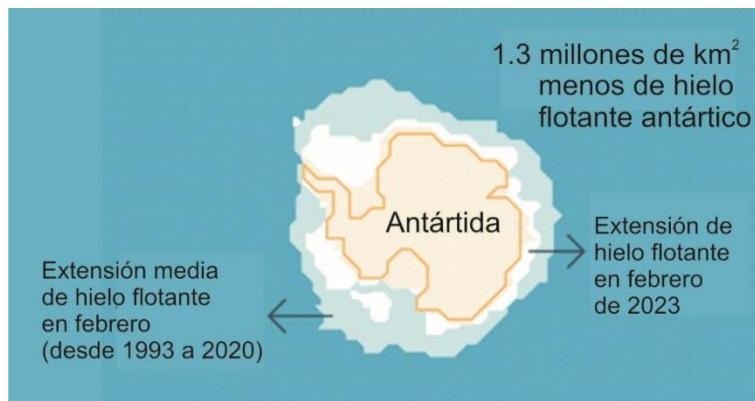 1.3 millones de km²
menos de hielo
flotante antártico
Antártida
Extensión de
hielo flotante
en febrero
de 2023
Extensión media
de hielo flotante
en febrero
(desde 1993 a 2020)